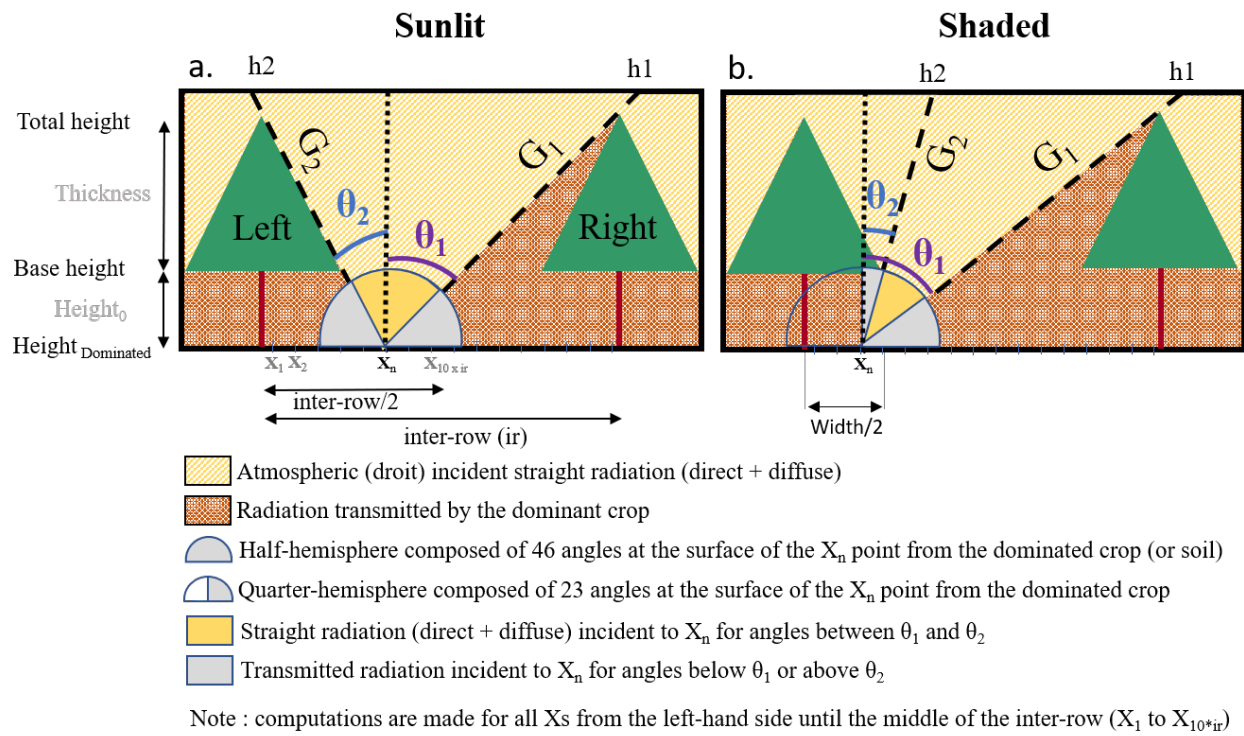 Sunlit
Shaded
a.
h2
h1
b.
h2
h1
Total height
Thickness
Base height
Height0
Height Dominated
G2
G1
θ2
θ1
Left
Right
G2
G1
θ2
θ1
X1 X2
Xn
X10 x ir
Xn
inter-row/2
inter-row (ir)
Width/2
Atmospheric (droit) incident straight radiation (direct + diffuse)
Radiation transmitted by the dominant crop
Half-hemisphere composed of 46 angles at the surface of the Xn point from the dominated crop (or soil)
Quarter-hemisphere composed of 23 angles at the surface of the Xn point from the dominated crop
Straight radiation (direct + diffuse) incident to Xn for angles between θ1 and θ2
Transmitted radiation incident to Xn for angles below θ1 or above θ2
Note : computations are made for all Xs from the left-hand side until the middle of the inter-row (X1 to X10*ir)